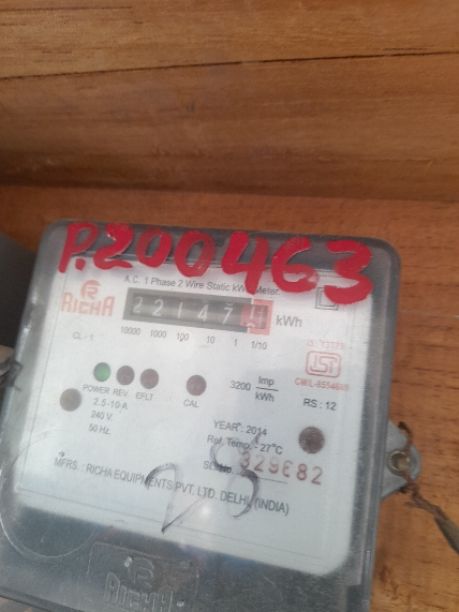 P.200463
A.C. 1 Phase 2 Wire Static kWh Meter.
RICHA
22147
kWh
10000 1000 100 10 1 1/10
CL-1
POWER REV. EFLT CAL
3200 Imp/kWh
RS : 12
2.5-10 A
240 V.
50 Hz.
YEAR : 2014
Ref. Temp. - 27°C
329682
MFRS. : RICHA EQUIPMENTS PVT. LTD. DELHI. (INDIA)
RICHA